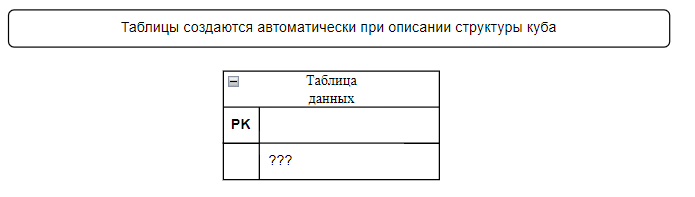 Таблицы создаются автоматически при описании структуры куба
Таблица
данных
PK
???